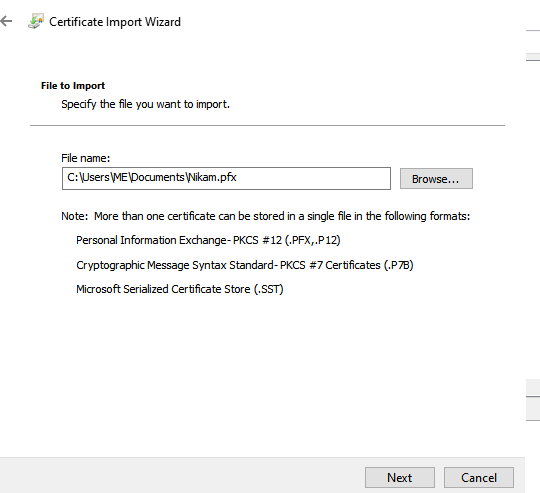 Certificate Import Wizard
File to Import
Specify the file you want to import.
File name:
C:\Users\ME\Documents\Nikam.pfx
Browse...
Note:  More than one certificate can be stored in a single file in the following formats:
Personal Information Exchange- PKCS #12 (.PFX,.P12)
Cryptographic Message Syntax Standard- PKCS #7 Certificates (.P7B)
Microsoft Serialized Certificate Store (.SST)
Next
Cancel